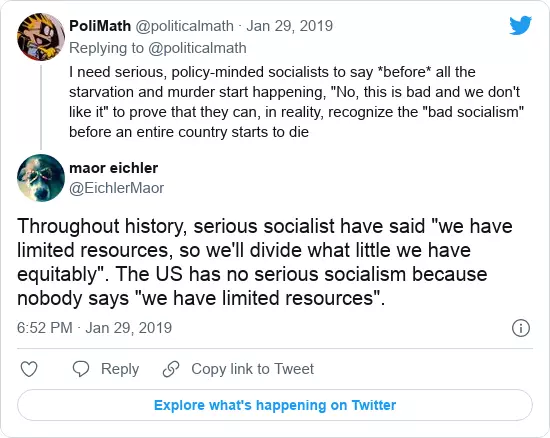 PoliMath @politicalmath · Jan 29, 2019
Replying to @politicalmath
I need serious, policy-minded socialists to say *before* all the
starvation and murder start happening, "No, this is bad and we don't
like it" to prove that they can, in reality, recognize the "bad socialism"
before an entire country starts to die
maor eichler
@EichlerMaor
Throughout history, serious socialist have said "we have
limited resources, so we'll divide what little we have
equitably". The US has no serious socialism because
nobody says "we have limited resources".
6:52 PM · Jan 29, 2019
Reply
Copy link to Tweet
Explore what's happening on Twitter